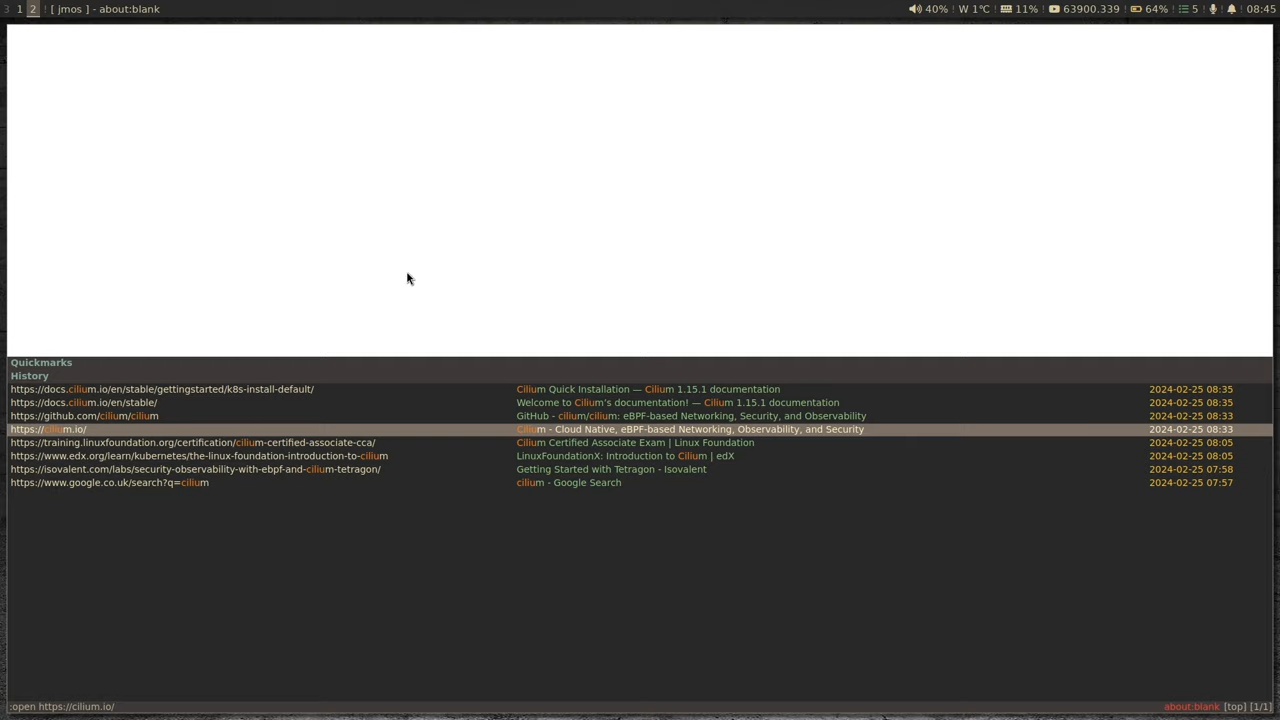 3 1 2 ! [ jmos ] - about:blank 40% ! W 1℃ ! 11% ! 63900.339 ! 64% ! 5 ! ! ! 08:45
Quickmarks
History
https://docs.cilium.io/en/stable/gettingstarted/k8s-install-default/ Cilium Quick Installation — Cilium 1.15.1 documentation 2024-02-25 08:35
https://docs.cilium.io/en/stable/ Welcome to Cilium’s documentation! — Cilium 1.15.1 documentation 2024-02-25 08:35
https://github.com/cilium/cilium GitHub - cilium/cilium: eBPF-based Networking, Security, and Observability 2024-02-25 08:33
https://cilium.io/ Cilium - Cloud Native, eBPF-based Networking, Observability, and Security 2024-02-25 08:33
https://training.linuxfoundation.org/certification/cilium-certified-associate-cca/ Cilium Certified Associate Exam | Linux Foundation 2024-02-25 08:05
https://www.edx.org/learn/kubernetes/the-linux-foundation-introduction-to-cilium LinuxFoundationX: Introduction to Cilium | edX 2024-02-25 08:05
https://isovalent.com/labs/security-observability-with-ebpf-and-cilium-tetragon/ Getting Started with Tetragon - Isovalent 2024-02-25 07:58
https://www.google.co.uk/search?q=cilium cilium - Google Search 2024-02-25 07:57
:open https://cilium.io/ about:blank [top] [1/1]